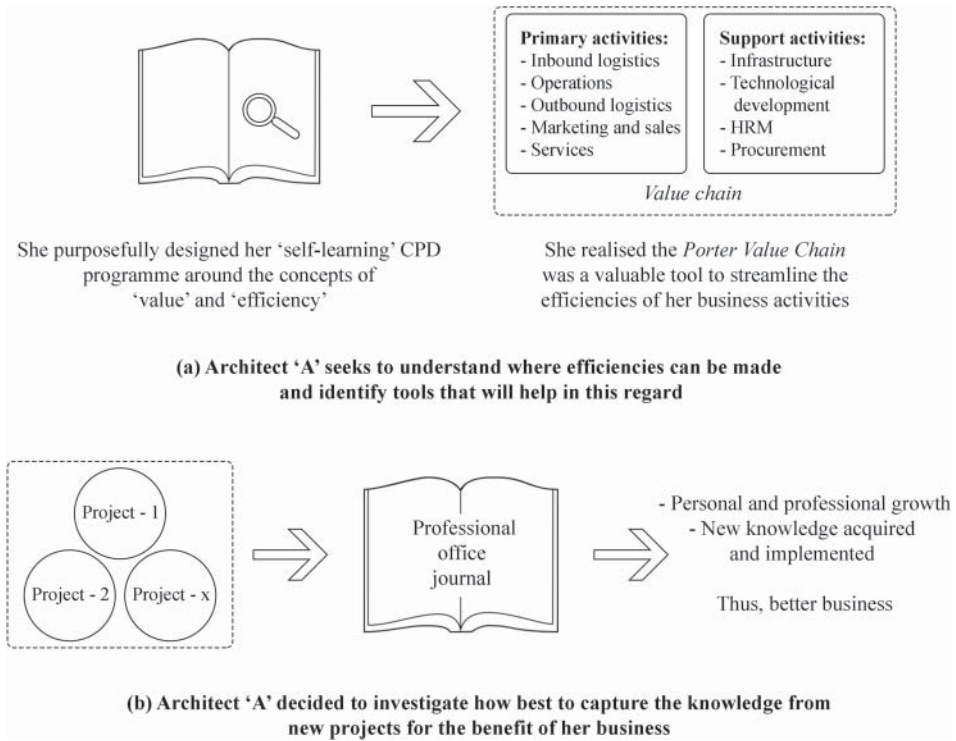 Primary activities:
- Inbound logistics
- Operations
- Outbound logistics
- Marketing and sales
- Services
Support activities:
- Infrastructure
- Technological
development
- HRM
- Procurement
Value chain
She purposefully designed her ‘self-learning’ CPD
programme around the concepts of
‘value’ and ‘efficiency’
She realised the Porter Value Chain
was a valuable tool to streamline the
efficiencies of her business activities
(a) Architect ‘A’ seeks to understand where efficiencies can be made
and identify tools that will help in this regard
Project - 1
Project - 2
Project - x
Professional
office
journal
- Personal and professional growth
- New knowledge acquired
and implemented
Thus, better business
(b) Architect ‘A’ decided to investigate how best to capture the knowledge from
new projects for the benefit of her business